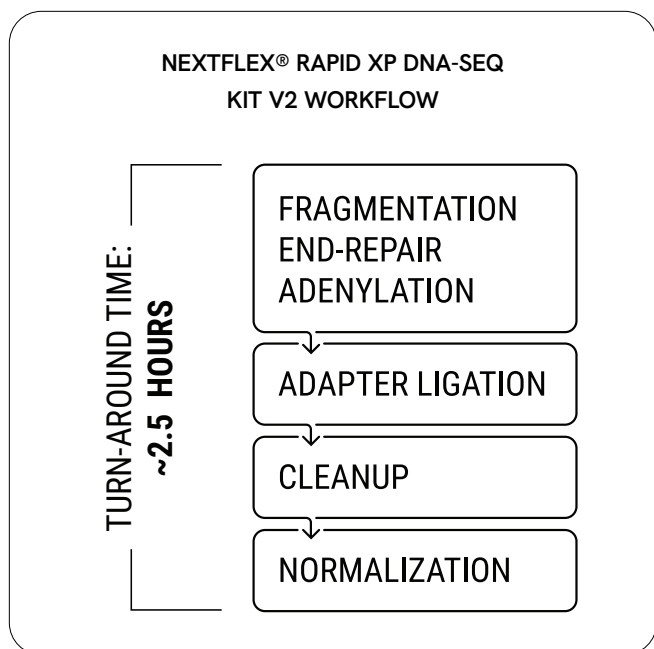 NEXTFLEX® RAPID XP DNA-SEQ
KIT V2 WORKFLOW
TURN-AROUND TIME:
~2.5 HOURS
FRAGMENTATION
END-REPAIR
ADENYLATION
ADAPTER LIGATION
CLEANUP
NORMALIZATION